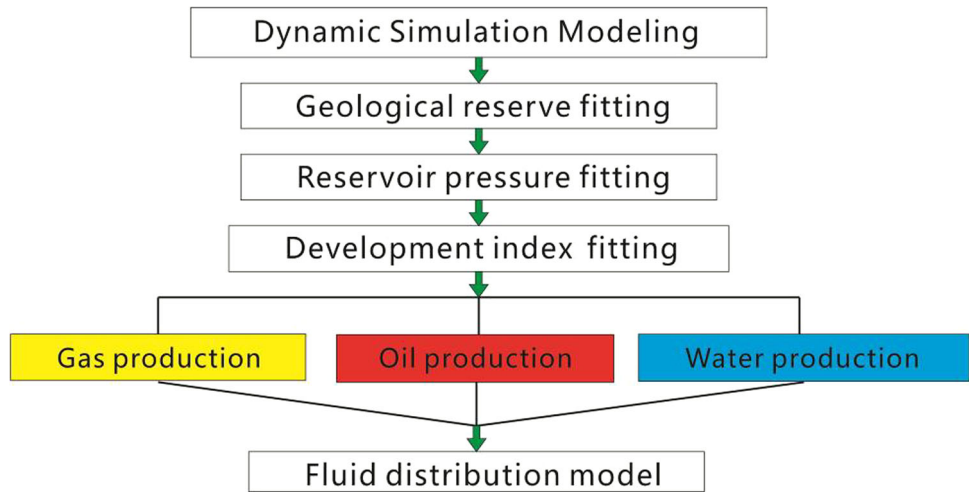 Dynamic Simulation Modeling
Geological reserve fitting
Reservoir pressure fitting
Development index fitting
Gas production
Oil production
Water production
Fluid distribution model